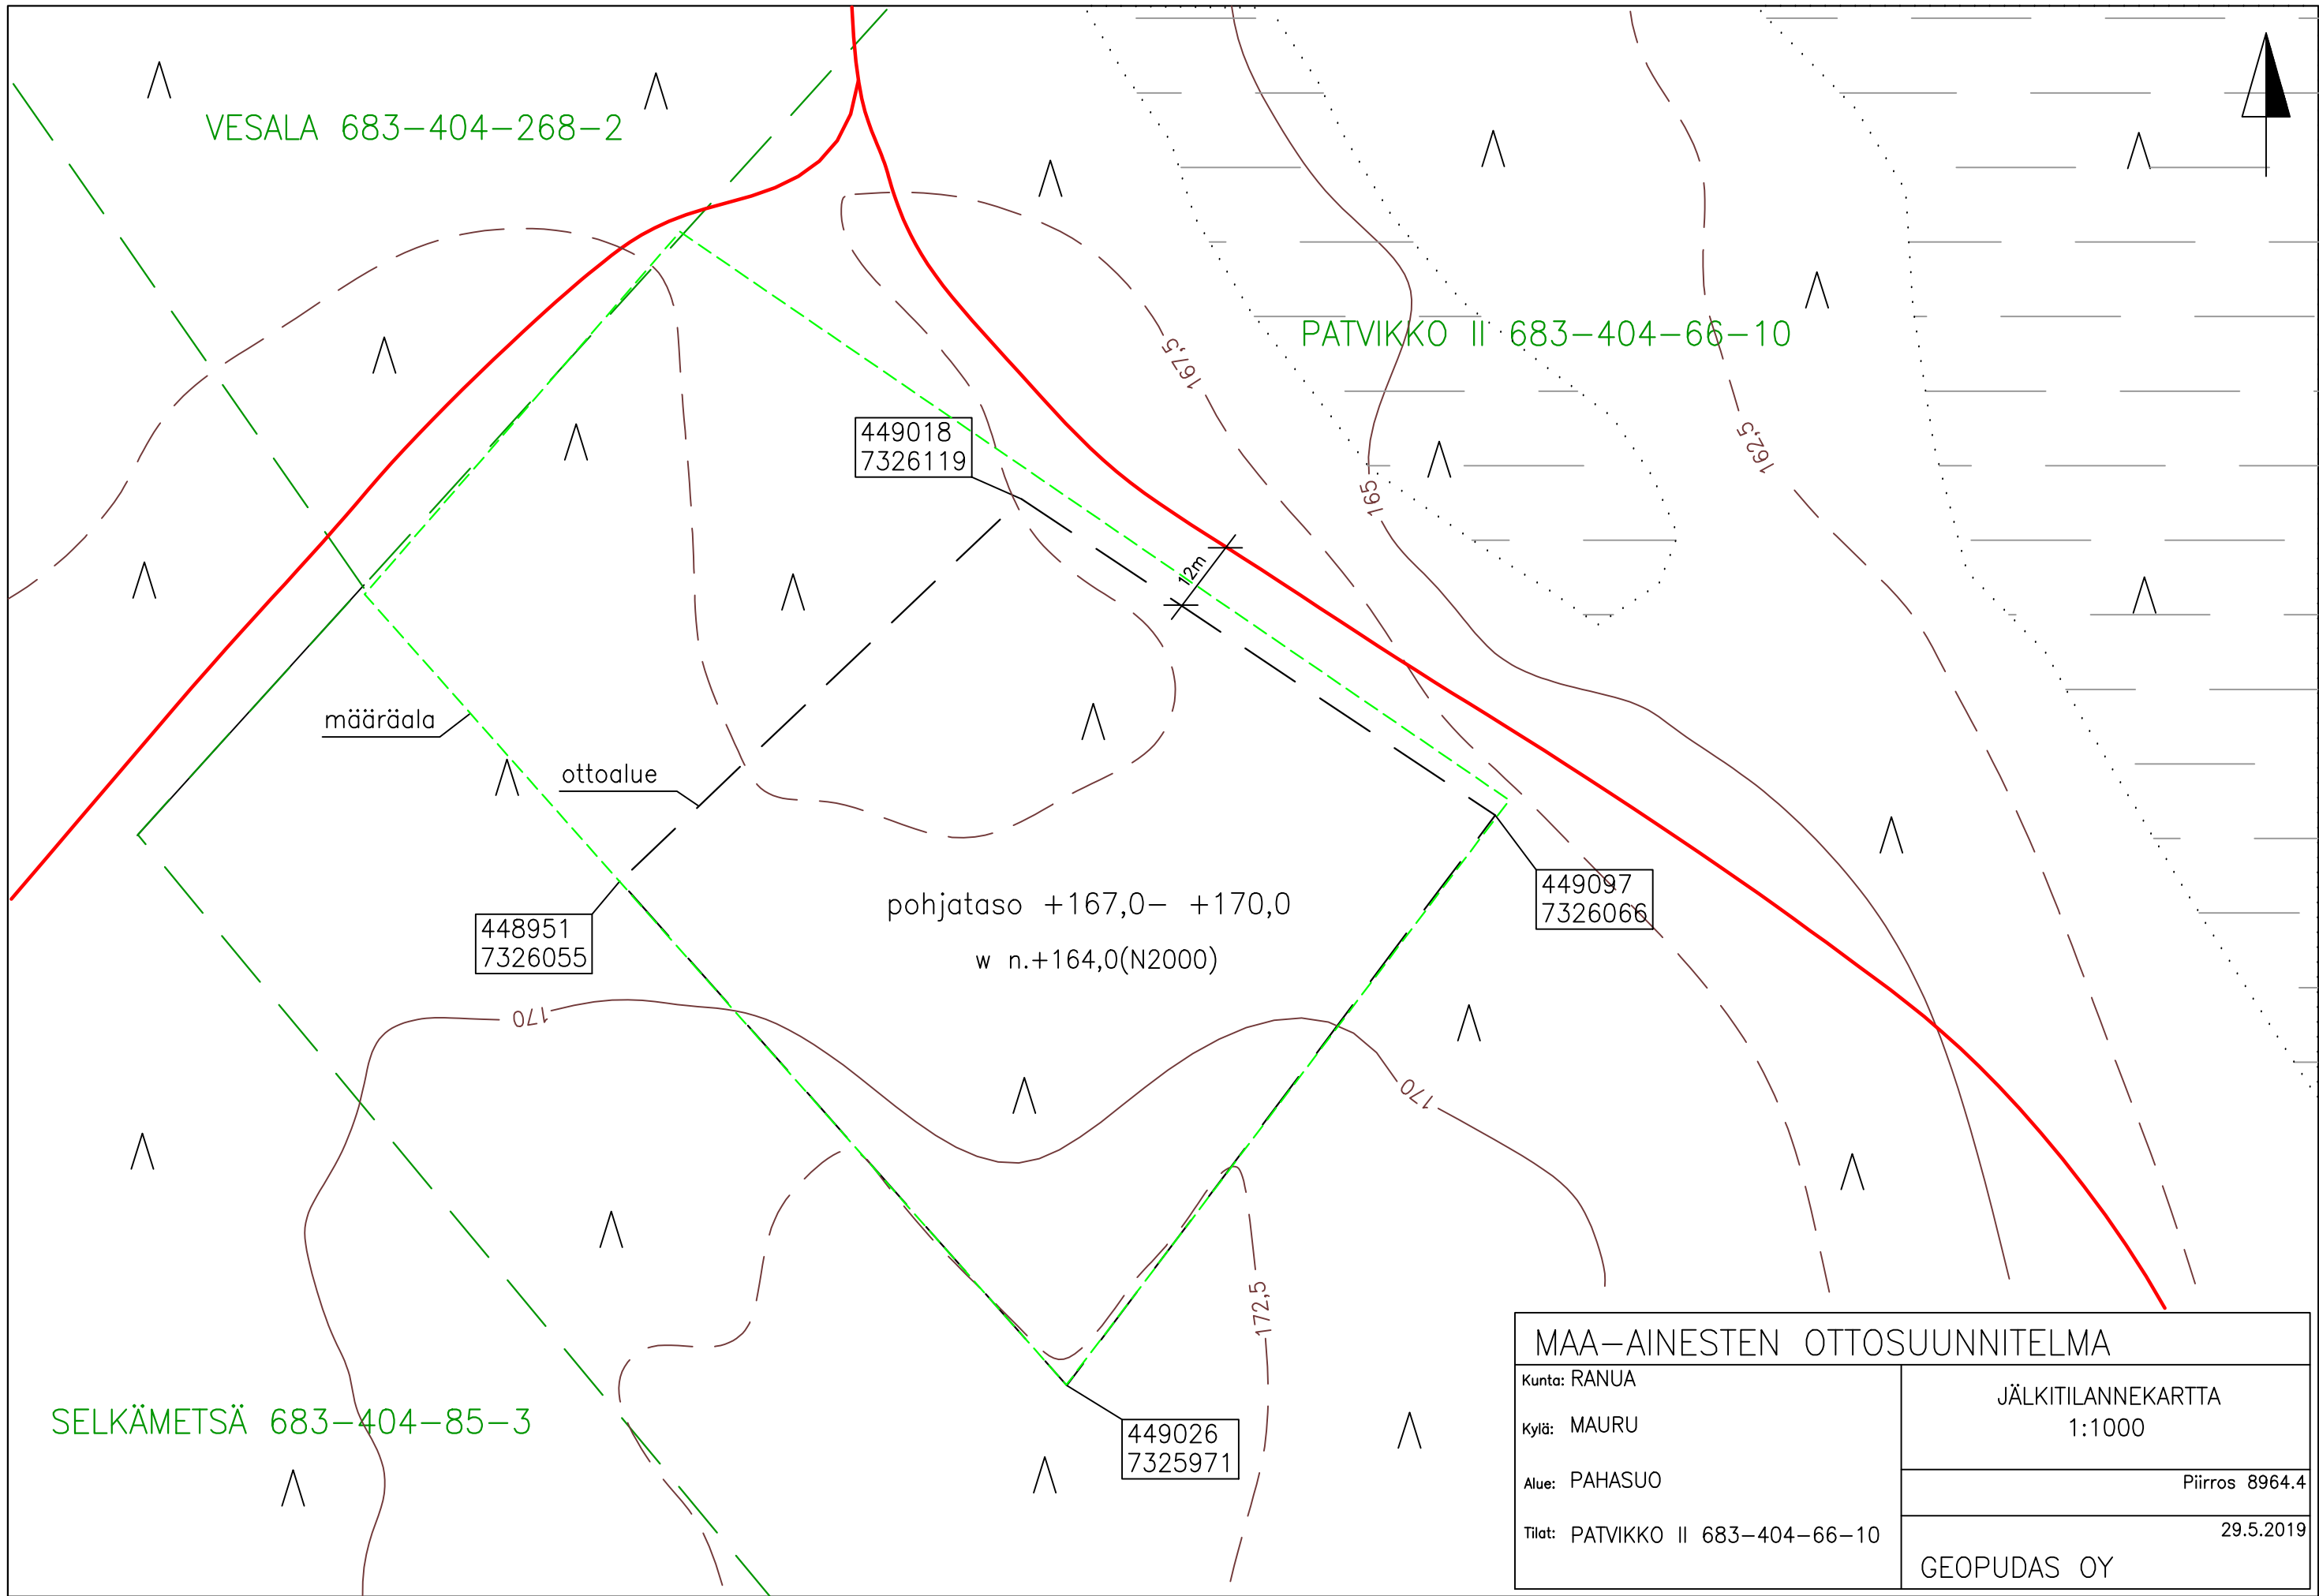 VESALA 683-404-268-2
PATVIKKO II 683-404-66-10
167,5
162,5
449018
7326119
165
12m
määräala
ottoalue
449097
7326066
pohjataso +167,0- +170,0
w n.+164,0(N2000)
448951
7326055
170
170
172,5
SELKÄMETSÄ 683-404-85-3
449026
7325971
MAA-AINESTEN OTTOSUUNNITELMA
Kunta: RANUA
Kylä: MAURU
Alue: PAHASUO
Tilat: PATVIKKO II 683-404-66-10
JÄLKITILANNEKARTTA
1:1000
Piirros 8964.4
29.5.2019
GEOPUDAS OY